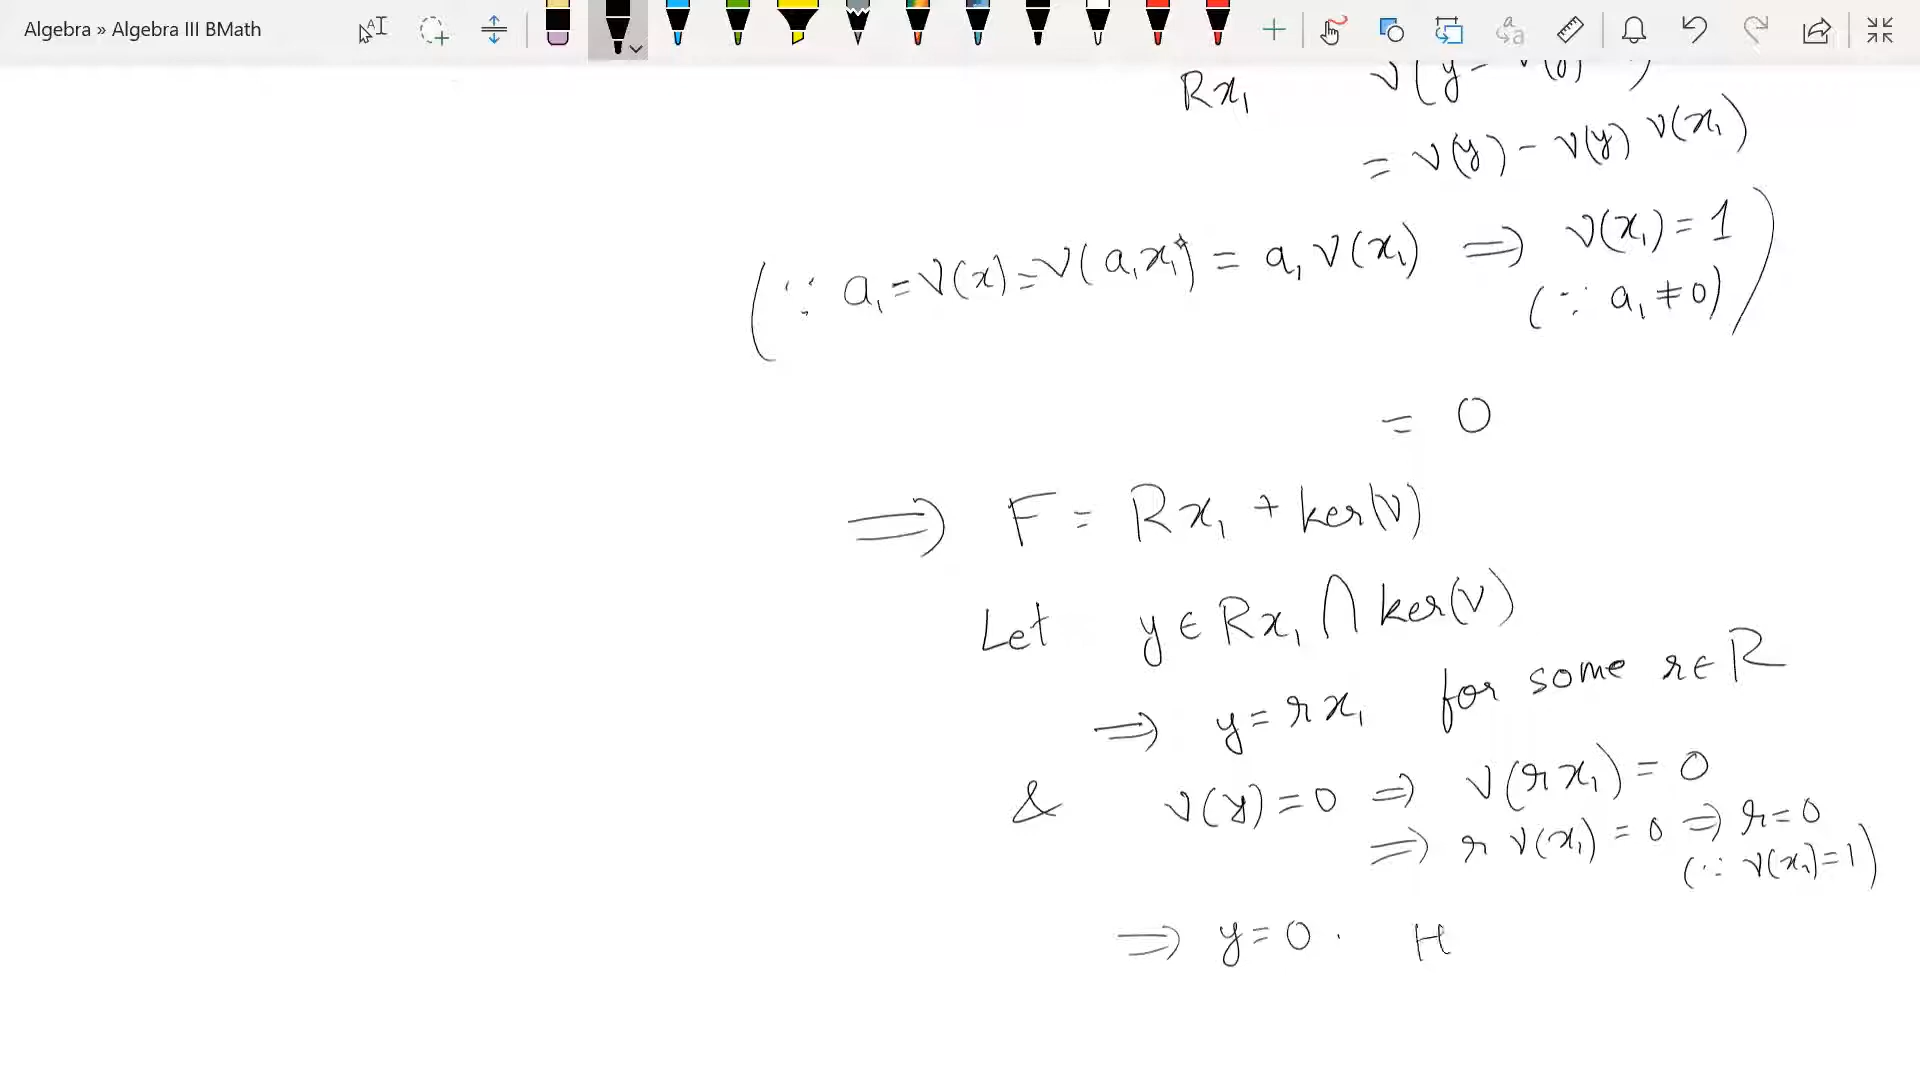 Algebra » Algebra III BMath
Rx₁
= ν(y) - ν(y) ν(x₁)
(∵ a₁ = ν(x) = ν(a₁x₁) = a₁ ν(x₁) ⟹ ν(x₁) = 1
(∵ a₁ ≠ 0))
= 0
⟹ F = Rx₁ + ker(ν)
Let y ∈ Rx₁ ⋂ ker(ν)
⟹ y = rx₁ for some r ∈ R
& ν(y) = 0 ⟹ ν(rx₁) = 0
⟹ r ν(x₁) = 0 ⟹ r = 0
(∵ ν(x₁) = 1)
⟹ y = 0 . H